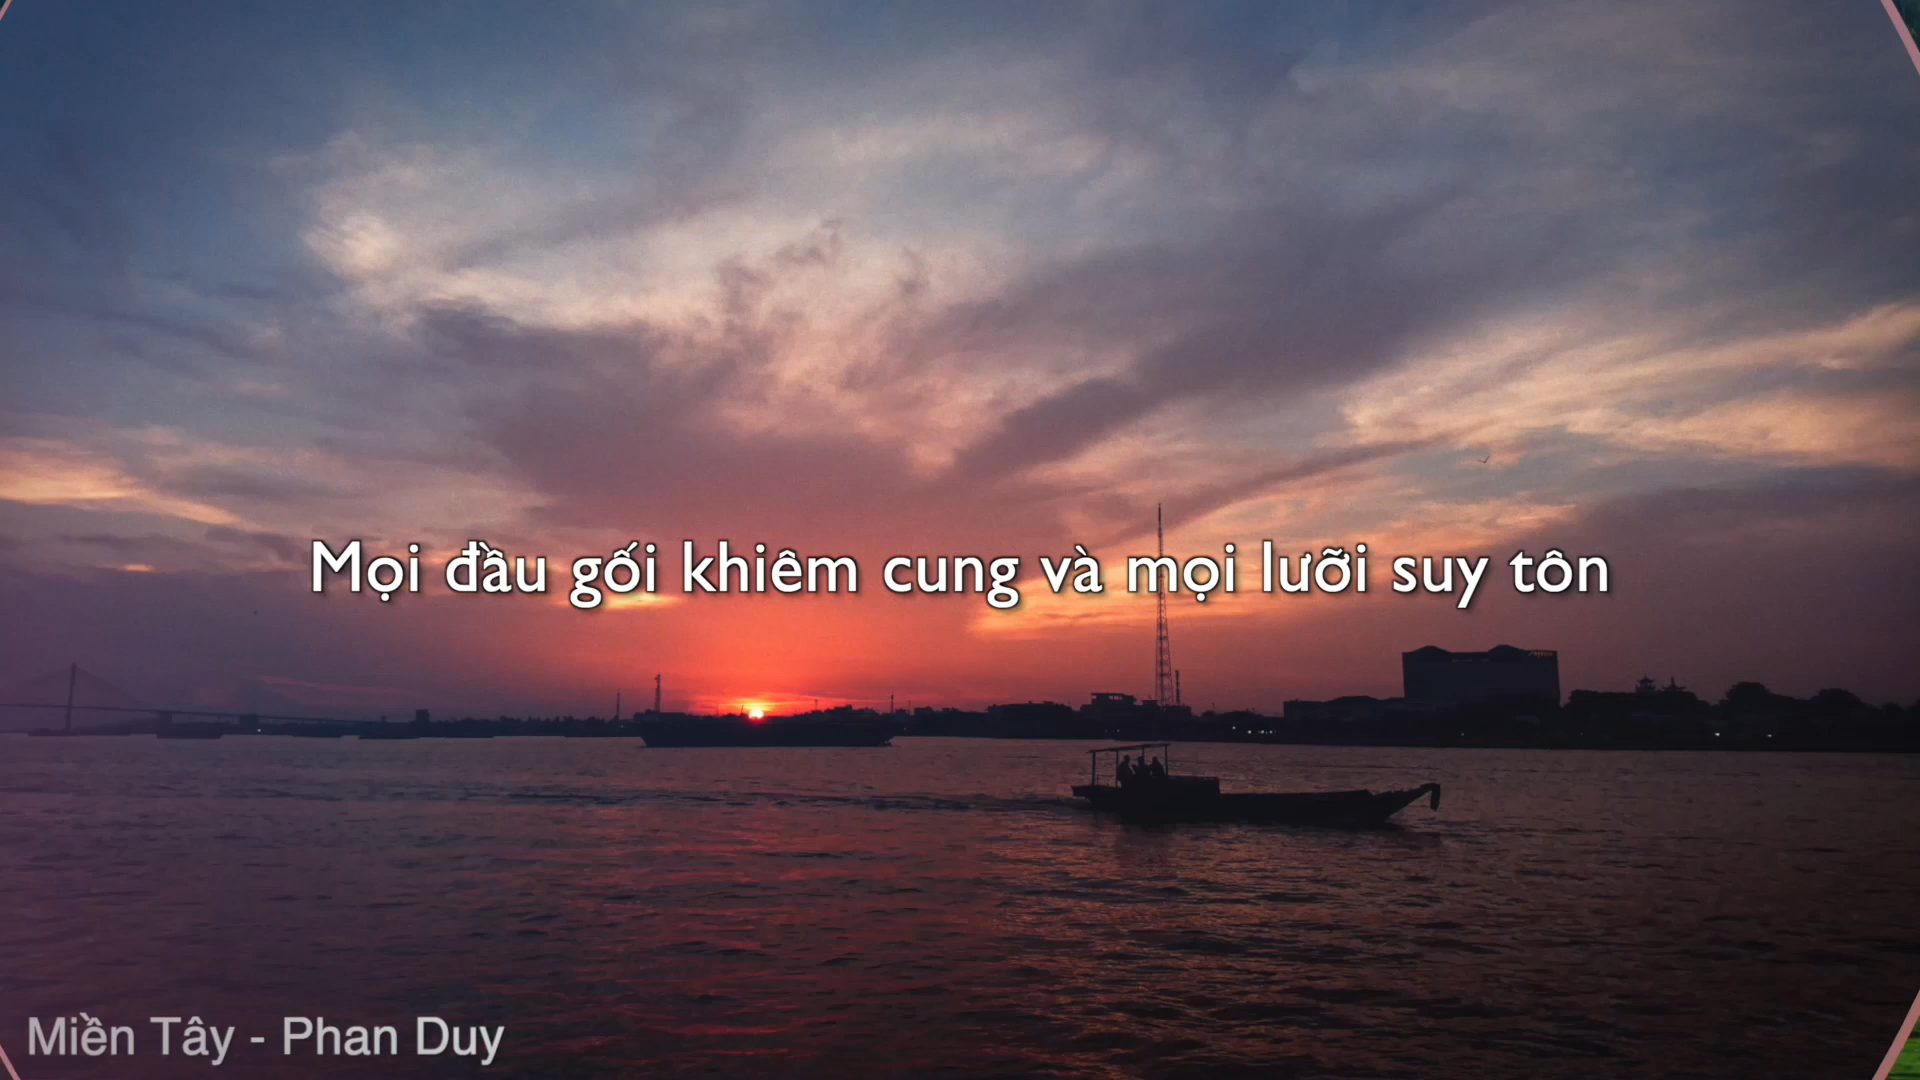 Mọi đầu gối khiêm cung và mọi lưỡi suy tôn
Miền Tây - Phan Duy